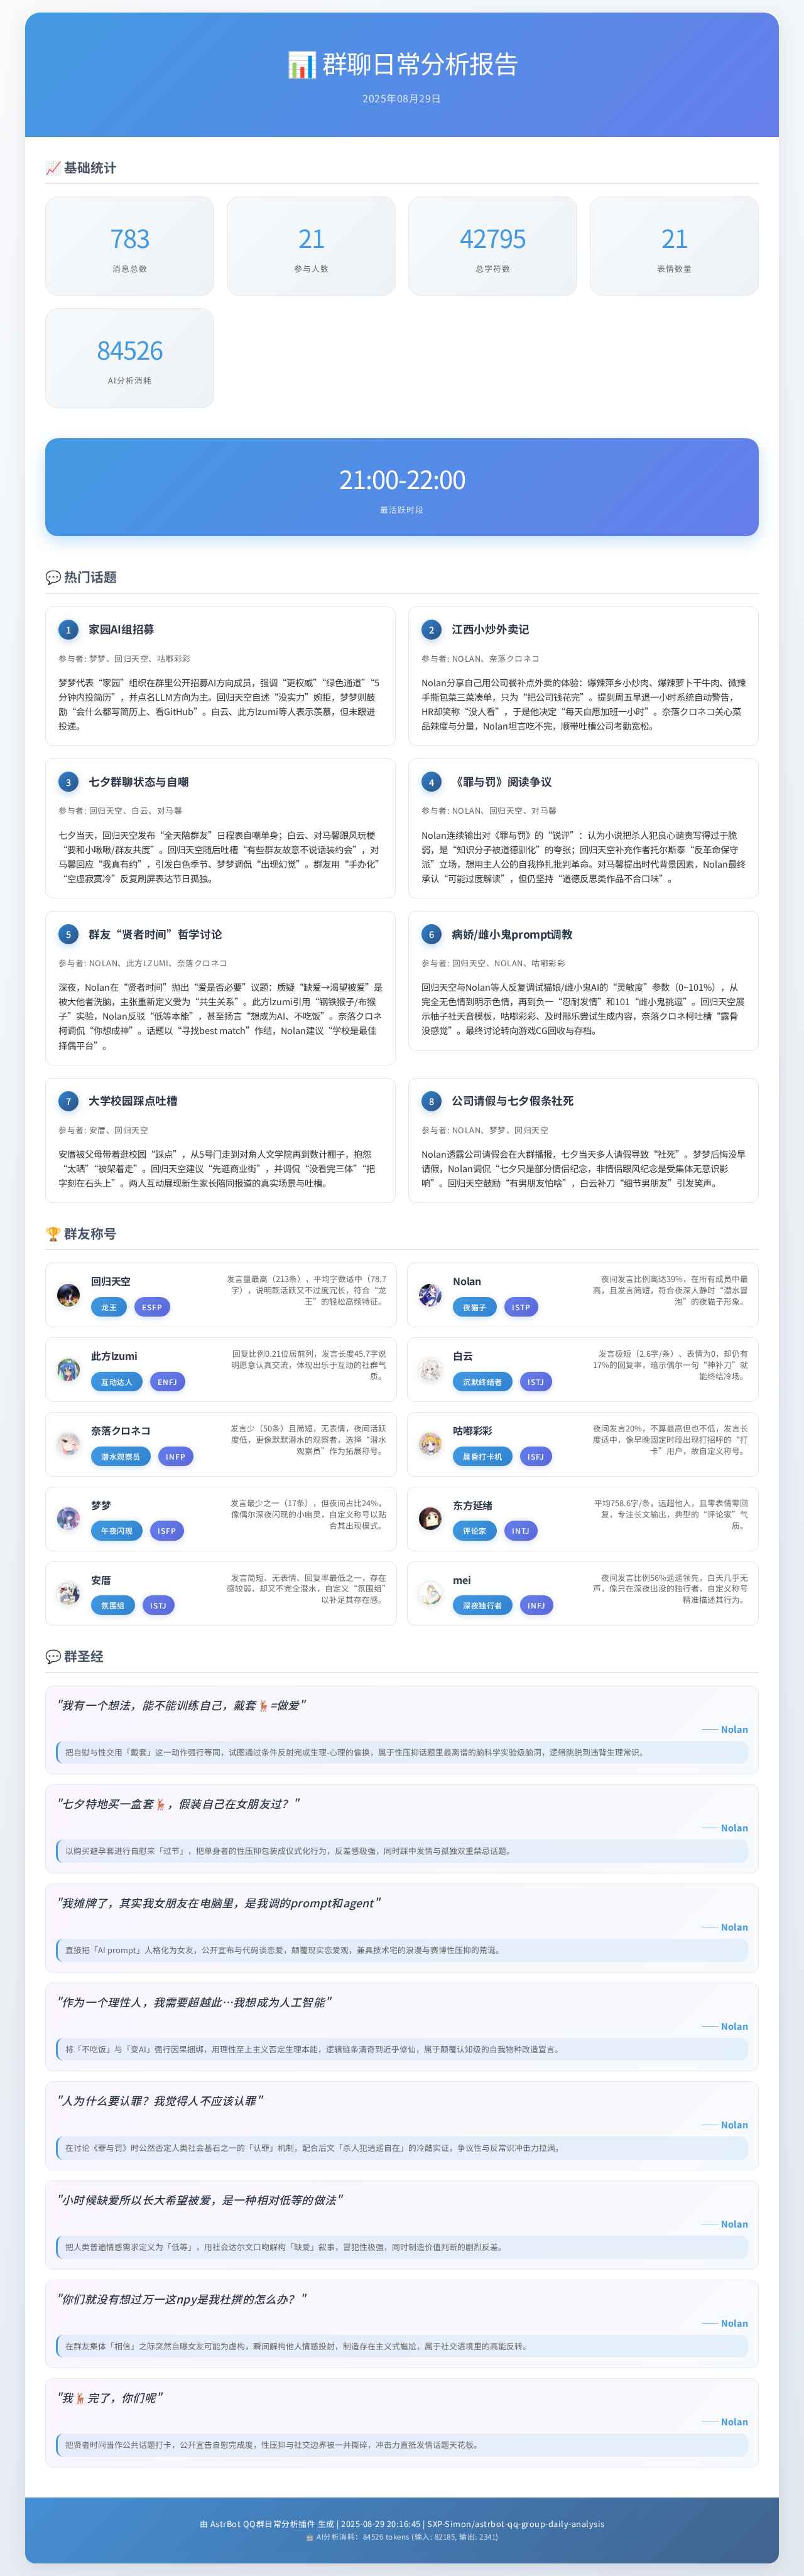 📊 群聊日常分析报告
2025年08月29日
📈 基础统计
783
消息总数
21
参与人数
42795
总字符数
21
表情数量
84526
AI分析消耗
21:00-22:00
最活跃时段
💬 热门话题
1 家园AI组招募
参与者: 梦梦、回归天空、咕嘟彩彩
梦梦代表“家园”组织在群里公开招募AI方向成员，强调“更权威”“绿色通道”“5
分钟内投简历”，并点名LLM方向为主。回归天空自述“没实力”婉拒，梦梦则鼓
励“会什么都写简历上、看GitHub”。白云、此方lzumi等人表示羡慕，但未跟进
投递。
2 江西小炒外卖记
参与者: NOLAN、奈落クロネコ
Nolan分享自己用公司餐补点外卖的体验：爆辣萍乡小炒肉、爆辣萝卜干牛肉、微辣
手撕包菜三菜凑单，只为“把公司钱花完”。提到周五早退一小时系统自动警告，
HR却笑称“没人看”，于是他决定“每天自愿加班一小时”。奈落クロネコ关心菜
品辣度与分量，Nolan坦言吃不完，顺带吐槽公司考勤宽松。
3 七夕群聊状态与自嘲
参与者: 回归天空、白云、对马馨
七夕当天，回归天空发布“全天陪群友”日程表自嘲单身；白云、对马馨跟风玩梗
“要和小啾啾/群友共度”。回归天空随后吐槽“有些群友故意不说话装约会”，对
马馨回应“我真有约”，引发白色季节、梦梦调侃“出现幻觉”。群友用“手办化”
“空虚寂寞冷”反复刷屏表达节日孤独。
4 《罪与罚》阅读争议
参与者: NOLAN、回归天空、对马馨
Nolan连续输出对《罪与罚》的“锐评”：认为小说把杀人犯良心谴责写得过于脆
弱，是“知识分子被道德驯化”的夸张；回归天空补充作者托尔斯泰“反革命保守
派”立场，想用主人公的自我挣扎批判革命。对马馨提出时代背景因素，Nolan最终
承认“可能过度解读”，但仍坚持“道德反思类作品不合口味”。
5 群友“贤者时间”哲学讨论
参与者: NOLAN、此方LZUMI、奈落クロネコ
深夜，Nolan在“贤者时间”抛出“爱是否必要”议题：质疑“缺爱→渴望被爱”是
被大他者洗脑，主张重新定义爱为“共生关系”。此方lzumi引用“钢铁猴子/布猴
子”实验，Nolan反驳“低等本能”，甚至扬言“想成为AI、不吃饭”。奈落クロネ
柯调侃“你想成神”。话题以“寻找best match”作结，Nolan建议“学校是最佳
择偶平台”。
6 病娇/雌小鬼prompt调教
参与者: 回归天空、NOLAN、咕嘟彩彩
回归天空与Nolan等人反复调试猫娘/雌小鬼AI的“灵敏度”参数（0~101%），从
完全无色情到明示色情，再到负一“忍耐发情”和101“雌小鬼挑逗”。回归天空展
示柚子社天音模板，咕嘟彩彩、及时邢乐尝试生成内容，奈落クロネ柯吐槽“露骨
没感觉”。最终讨论转向游戏CG回收与存档。
7 大学校园踩点吐槽
参与者: 安厝、回归天空
安厝被父母带着逛校园“踩点”，从5号门走到对角人文学院再到数计棚子，抱怨
“太晒”“被架着走”。回归天空建议“先逛商业街”，并调侃“没看完三体”“把
字刻在石头上”。两人互动展现新生家长陪同报道的真实场景与吐槽。
8 公司请假与七夕假条社死
参与者: NOLAN、梦梦、回归天空
Nolan透露公司请假会在大群播报，七夕当天多人请假导致“社死”。梦梦后悔没早
请假，Nolan调侃“七夕只是部分情侣纪念，非情侣跟风纪念是受集体无意识影
响”。回归天空鼓励“有男朋友怕啥”，白云补刀“细节男朋友”引发笑声。
🏆 群友称号
回归天空
龙王 ESFP
发言量最高（213条），平均字数适中（78.7
字），说明既活跃又不过度冗长，符合“龙
王”的轻松高频特征。
Nolan
夜猫子 ISTP
夜间发言比例高达39%，在所有成员中最
高，且发言简短，符合夜深人静时“潜水冒
泡”的夜猫子形象。
此方lzumi
互动达人 ENFJ
回复比例0.21位居前列，发言长度45.7字说
明愿意认真交流，体现出乐于互动的社群气
质。
白云
沉默终结者 ISTJ
发言极短（2.6字/条）、表情为0，却仍有
17%的回复率，暗示偶尔一句“神补刀”就
能终结冷场。
奈落クロネコ
潜水观察员 INFP
发言少（50条）且简短，无表情，夜间活跃
度低，更像默默潜水的观察者，选择“潜水
观察员”作为拓展称号。
咕嘟彩彩
晨昏打卡机 ISFJ
夜间发言20%，不算最高但也不低，发言长
度适中，像早晚固定时段出现打招呼的“打
卡”用户，故自定义称号。
梦梦
午夜闪现 ISFP
发言最少之一（17条），但夜间占比24%，
像偶尔深夜闪现的小幽灵，自定义称号以贴
合其出现模式。
东方延绪
评论家 INTJ
平均758.6字/条，远超他人，且零表情零回
复，专注长文输出，典型的“评论家”气
质。
安厝
氛围组 ISTJ
发言简短、无表情、回复率最低之一，存在
感较弱，却又不完全潜水，自定义“氛围组”
以补足其存在感。
mei
深夜独行者 INFJ
夜间发言比例56%遥遥领先，白天几乎无
声，像只在深夜出没的独行者，自定义称号
精准描述其行为。
💬 群圣经
"我有一个想法，能不能训练自己，戴套🦌=做爱"
—— Nolan
把自慰与性交用「戴套」这一动作强行等同，试图通过条件反射完成生理-心理的偷换，属于性压抑话题里最离谱的脑科学实验级脑洞，逻辑跳脱到违背生理常识。
"七夕特地买一盒套🦌，假装自己在女朋友过？"
—— Nolan
以购买避孕套进行自慰来「过节」，把单身者的性压抑包装成仪式化行为，反差感极强，同时踩中发情与孤独双重禁忌话题。
"我摊牌了，其实我女朋友在电脑里，是我调的prompt和agent"
—— Nolan
直接把「AI prompt」人格化为女友，公开宣布与代码谈恋爱，颠覆现实恋爱观，兼具技术宅的浪漫与赛博性压抑的荒诞。
"作为一个理性人，我需要超越此…我想成为人工智能"
—— Nolan
将「不吃饭」与「变AI」强行因果捆绑，用理性至上主义否定生理本能，逻辑链条清奇到近乎修仙，属于颠覆认知级的自我物种改造宣言。
"人为什么要认罪？我觉得人不应该认罪"
—— Nolan
在讨论《罪与罚》时公然否定人类社会基石之一的「认罪」机制，配合后文「杀人犯逍遥自在」的冷酷实证，争议性与反常识冲击力拉满。
"小时候缺爱所以长大希望被爱，是一种相对低等的做法"
—— Nolan
把人类普遍情感需求定义为「低等」，用社会达尔文口吻解构「缺爱」叙事，冒犯性极强，同时制造价值判断的剧烈反差。
"你们就没有想过万一这npy是我杜撰的怎么办？"
—— Nolan
在群友集体「相信」之际突然自曝女友可能为虚构，瞬间解构他人情感投射，制造存在主义式尴尬，属于社交语境里的高能反转。
"我🦌完了，你们呢"
—— Nolan
把贤者时间当作公共话题打卡，公开宣告自慰完成度，性压抑与社交边界被一并撕碎，冲击力直抵发情话题天花板。
由 AstrBot QQ群日常分析插件 生成 | 2025-08-29 20:16:45 | SXP-Simon/astrbot-qq-group-daily-analysis
🤖 AI分析消耗：84526 tokens (输入: 82185, 输出: 2341)